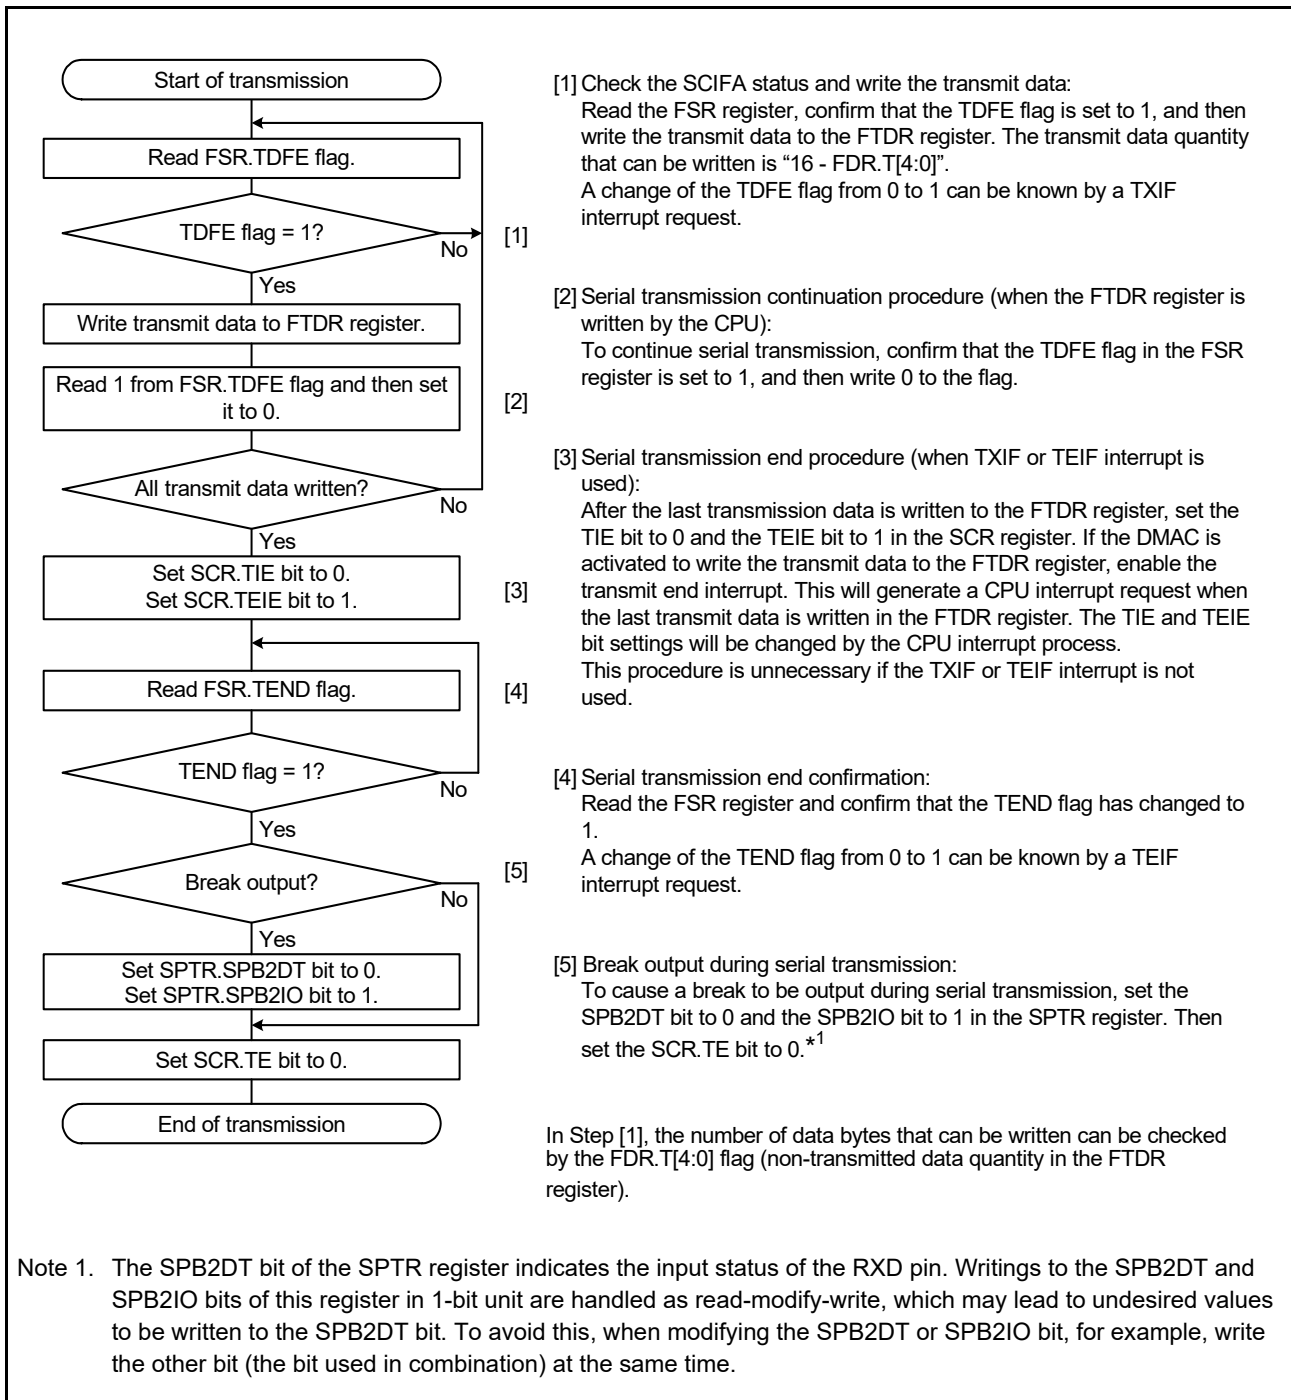 Start of transmission
Read FSR.TDFE flag.
TDFE flag = 1?
No
[1]
Yes
Write transmit data to FTDR register.
Read 1 from FSR.TDFE flag and then set
it to 0.
[2]
All transmit data written?
No
Yes
Set SCR.TIE bit to 0.
Set SCR.TEIE bit to 1.
[3]
Read FSR.TEND flag.
[4]
TEND flag = 1?
No
Yes
Break output?
No
[5]
Yes
Set SPTR.SPB2DT bit to 0.
Set SPTR.SPB2IO bit to 1.
Set SCR.TE bit to 0.
End of transmission
[1] Check the SCIFA status and write the transmit data:
Read the FSR register, confirm that the TDFE flag is set to 1, and then
write the transmit data to the FTDR register. The transmit data quantity
that can be written is “16 - FDR.T[4:0]”.
A change of the TDFE flag from 0 to 1 can be known by a TXIF
interrupt request.
[2] Serial transmission continuation procedure (when the FTDR register is
written by the CPU):
To continue serial transmission, confirm that the TDFE flag in the FSR
register is set to 1, and then write 0 to the flag.
[3] Serial transmission end procedure (when TXIF or TEIF interrupt is
used):
After the last transmission data is written to the FTDR register, set the
TIE bit to 0 and the TEIE bit to 1 in the SCR register. If the DMAC is
activated to write the transmit data to the FTDR register, enable the
transmit end interrupt. This will generate a CPU interrupt request when
the last transmit data is written in the FTDR register. The TIE and TEIE
bit settings will be changed by the CPU interrupt process.
This procedure is unnecessary if the TXIF or TEIF interrupt is not
used.
[4] Serial transmission end confirmation:
Read the FSR register and confirm that the TEND flag has changed to
1.
A change of the TEND flag from 0 to 1 can be known by a TEIF
interrupt request.
[5] Break output during serial transmission:
To cause a break to be output during serial transmission, set the
SPB2DT bit to 0 and the SPB2IO bit to 1 in the SPTR register. Then
set the SCR.TE bit to 0.*1
In Step [1], the number of data bytes that can be written can be checked
by the FDR.T[4:0] flag (non-transmitted data quantity in the FTDR
register).
Note 1. The SPB2DT bit of the SPTR register indicates the input status of the RXD pin. Writings to the SPB2DT and
SPB2IO bits of this register in 1-bit unit are handled as read-modify-write, which may lead to undesired values
to be written to the SPB2DT bit. To avoid this, when modifying the SPB2DT or SPB2IO bit, for example, write
the other bit (the bit used in combination) at the same time.